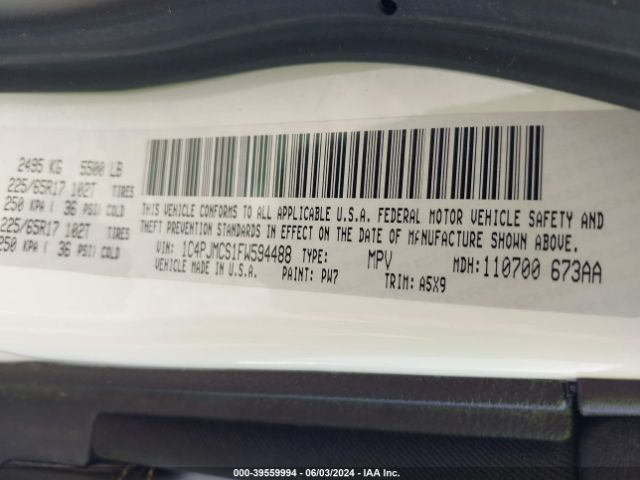 2495 KG 5500 LB
225/65R17 102T TIRES
250 KPA ( 36 PSI) COLD
225/65R17 102T TIRES
250 KPA ( 36 PSI) COLD
THIS VEHICLE CONFORMS TO ALL APPLICABLE U.S.A. FEDERAL MOTOR VEHICLE SAFETY AND
THEFT PREVENTION STANDARDS IN EFFECT ON THE DATE OF MANUFACTURE SHOWN ABOVE.
VIN: 1C4PJMCS1FW594488 TYPE: MPV MDH:110700 673AA
VEHICLE MADE IN U.S.A. PAINT: PW7 TRIM: A5X9
000-39559994 - 06/03/2024 - IAA Inc.